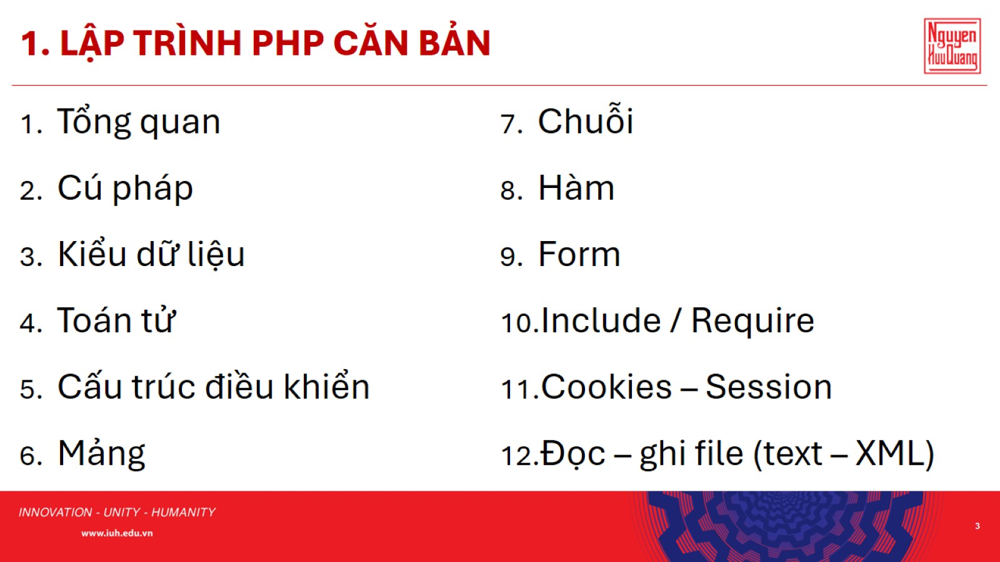 1. LẬP TRÌNH PHP CĂN BẢN
Nguyen
HuuQuang
1. Tổng quan
2. Cú pháp
3. Kiểu dữ liệu
4. Toán tử
5. Cấu trúc điều khiển
6. Mảng
7. Chuỗi
8. Hàm
9. Form
10.Include / Require
11.Cookies – Session
12.Đọc – ghi file (text – XML)
INNOVATION - UNITY - HUMANITY
www.iuh.edu.vn
3